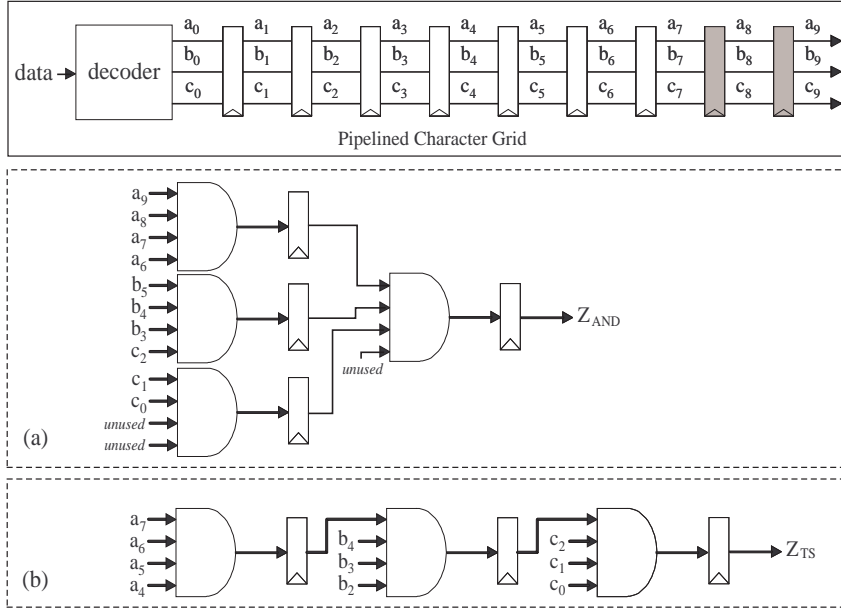 a₀ a₁ a₂ a₃ a₄ a₅ a₆ a₇ a₈ a₉
data decoder b₀ b₁ b₂ b₃ b₄ b₅ b₆ b₇ b₈ b₉
c₀ c₁ c₂ c₃ c₄ c₅ c₆ c₇ c₈ c₉
Pipelined Character Grid
a₉
a₈
a₇
a₆
b₅
b₄
b₃
c₂
c₁
c₀
unused
unused
unused
Z_AND
(a)
a₇
a₆
a₅
a₄
b₄
b₃
b₂
c₂
c₁
c₀
Z_TS
(b)